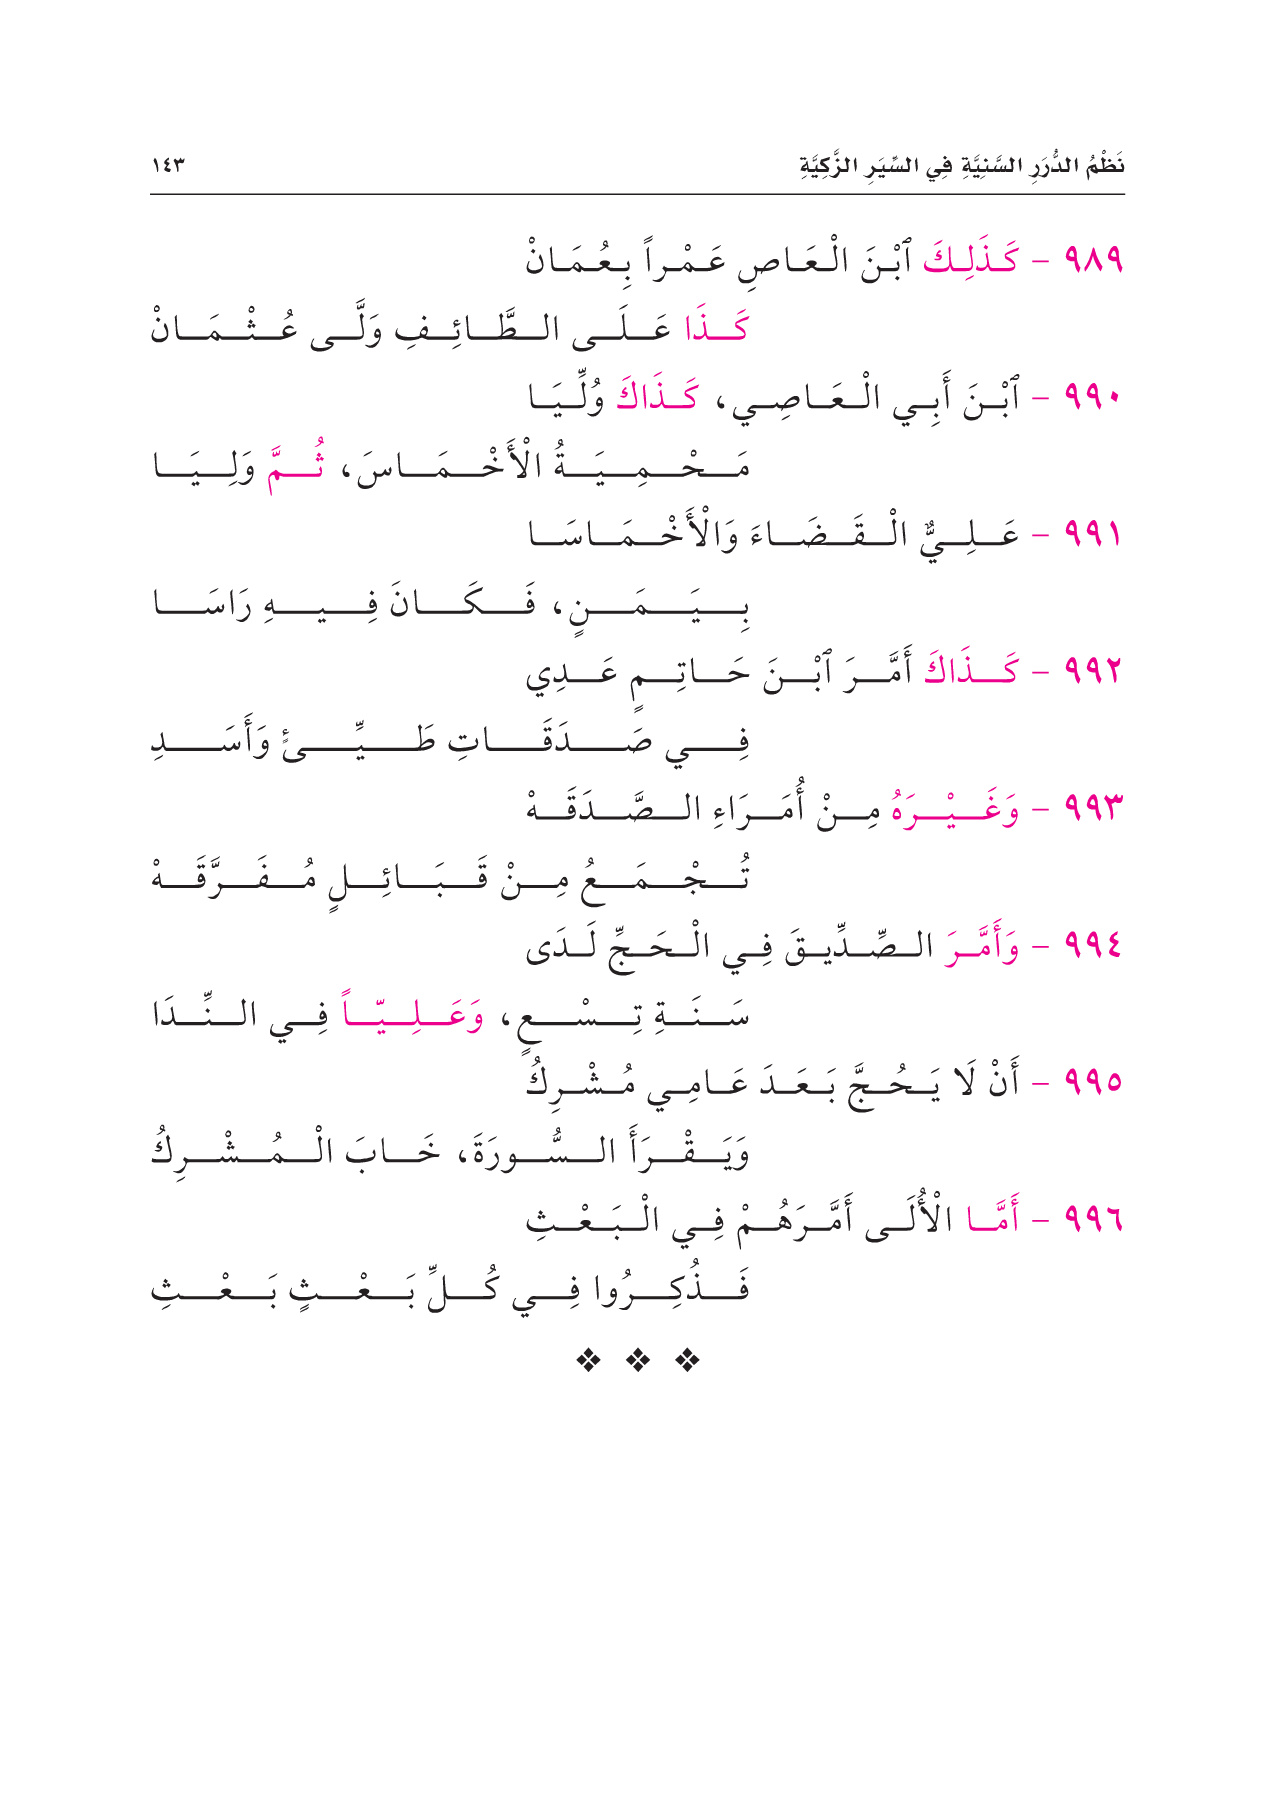 نَظْمُ الدُّرَرِ السَّنِيَّةِ فِي السِّيَرِ الزَّكِيَّةِ ١٤٣
٩٨٩ - كَذَلِكَ ٱبْنَ الْعَاصِ عَمْراً بِعُمَانْ
كَذَا عَلَى الطَّائِفِ وَلَّى عُثْمَانْ
٩٩٠ - ٱبْنَ أَبِي الْعَاصِي، كَذَاكَ وُلِّيَا
مَحْمِيَةُ الْأَخْمَاسَ، ثُمَّ وَلِيَا
٩٩١ - عَلِيٌّ الْقَضَاءَ وَالْأَخْمَاسَا
بِيَمَنٍ، فَكَانَ فِيهِ رَاسَا
٩٩٢ - كَذَاكَ أَمَّرَ ٱبْنَ حَاتِمٍ عَدِي
فِي صَدَقَاتِ طَيِّئٍ وَأَسَدِ
٩٩٣ - وَغَيْرَهُ مِنْ أُمَرَاءِ الصَّدَقَهْ
تُجْمَعُ مِنْ قَبَائِلٍ مُفَرَّقَهْ
٩٩٤ - وَأَمَّرَ الصِّدِّيقَ فِي الْحَجِّ لَدَى
سَنَةِ تِسْعٍ، وَعَلِيّاً فِي النِّدَا
٩٩٥ - أَنْ لَا يَحُجَّ بَعَدَ عَامِي مُشْرِكُ
وَيَقْرَأَ السُّورَةَ، خَابَ الْمُشْرِكُ
٩٩٦ - أَمَّا الْأُلَى أَمَّرَهُمْ فِي الْبَعْثِ
فَذُكِرُوا فِي كُلِّ بَعْثٍ بَعْثِ